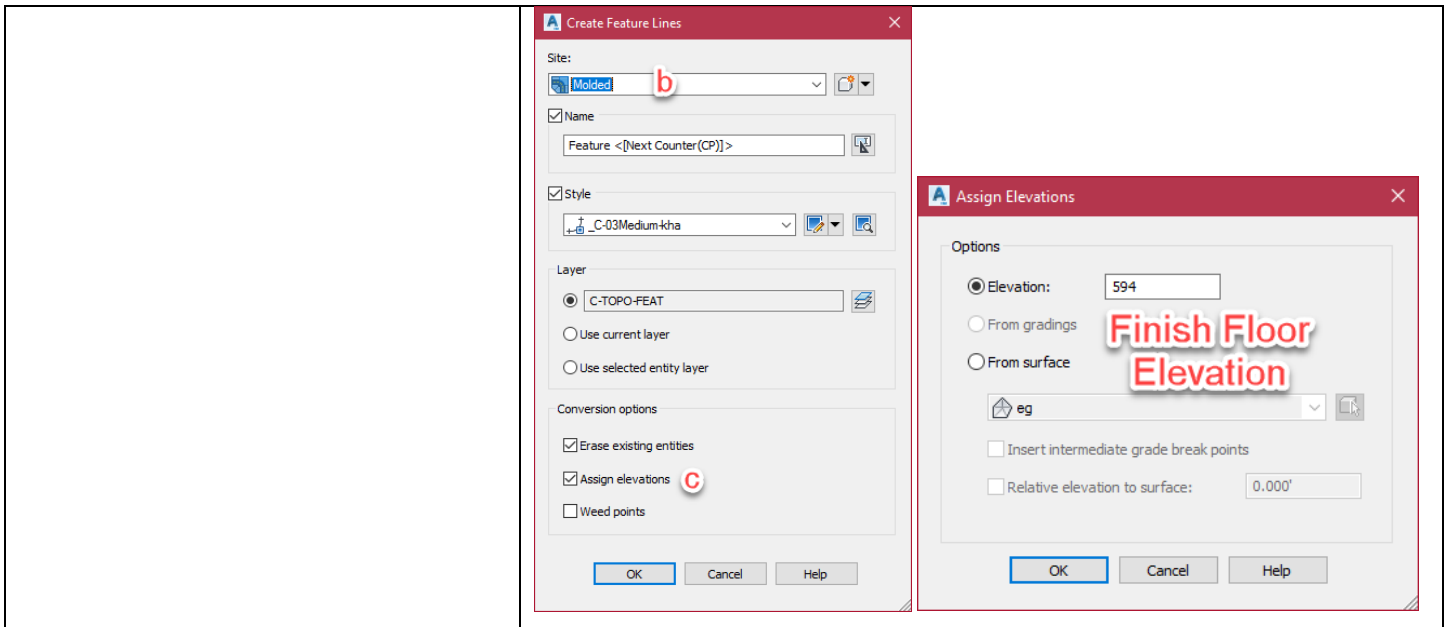 Create Feature Lines
Site:
Molded
b
Name
Feature <[Next Counter(CP)]>
Style
_C-03Medium-kha
Layer
C-TOPO-FEAT
Use current layer
Use selected entity layer
Conversion options
Erase existing entities
Assign elevations
c
Weed points
OK Cancel Help
Assign Elevations
Options
Elevation: 594
From gradings
From surface
Finish Floor
Elevation
eg
Insert intermediate grade break points
Relative elevation to surface: 0.000'
OK Cancel Help